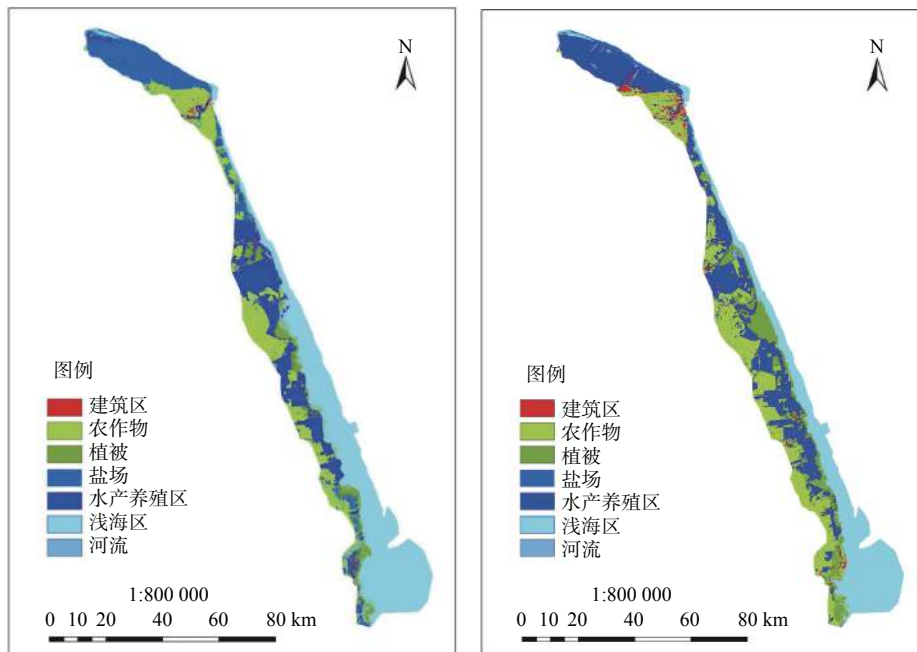 N
图例
建筑区
农作物
植被
盐场
水产养殖区
浅海区
河流
1:800 000
0 10 20 40 60 80 km
N
图例
建筑区
农作物
植被
盐场
水产养殖区
浅海区
河流
1:800 000
0 10 20 40 60 80 km